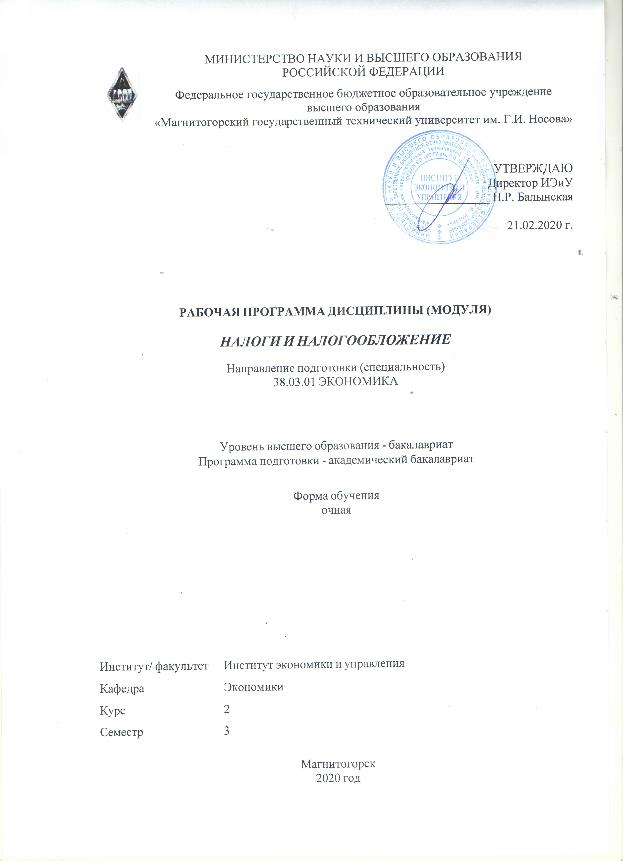 МИНИСТЕРСТВО НАУКИ И ВЫСШЕГО ОБРАЗОВАНИЯ
РОССИЙСКОЙ ФЕДЕРАЦИИ
Федеральное государственное бюджетное образовательное учреждение
высшего образования
«Магнитогорский государственный технический университет им. Г.И. Носова»
УТВЕРЖДАЮ
Директор ИЭиУ
Н.Р. Балынская
ИНСТИТУТ
ЭКОНОМИКИ И
УПРАВЛЕНИЯ
21.02.2020 г.
РАБОЧАЯ ПРОГРАММА ДИСЦИПЛИНЫ (МОДУЛЯ)
НАЛОГИ И НАЛОГООБЛОЖЕНИЕ
Направление подготовки (специальность)
38.03.01 ЭКОНОМИКА
Уровень высшего образования - бакалавриат
Программа подготовки - академический бакалавриат
Форма обучения
очная
Институт/ факультет Институт экономики и управления
Кафедра Экономики
Курс 2
Семестр 3
Магнитогорск
2020 год